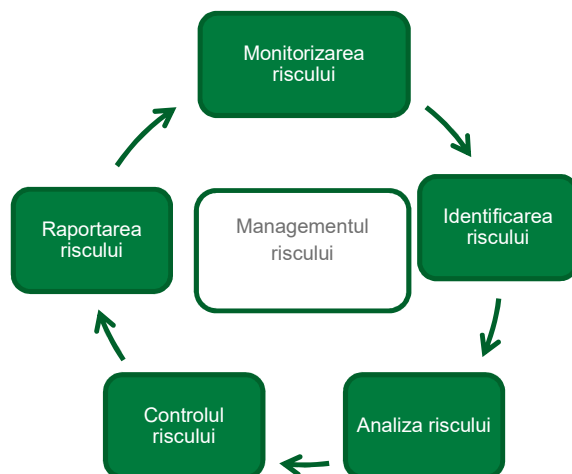 Monitorizarea
riscului
Identificarea
riscului
Analiza riscului
Controlul
riscului
Raportarea
riscului
Managementul
riscului